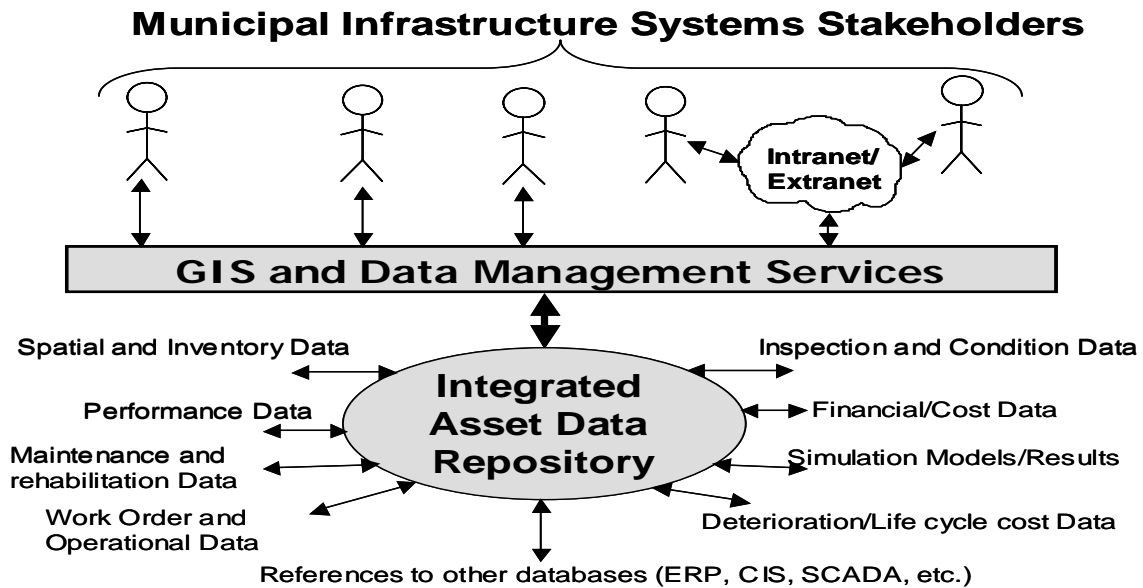 Municipal Infrastructure Systems Stakeholders
Intranet/
Extranet
GIS and Data Management Services
Spatial and Inventory Data
Performance Data
Maintenance and
rehabilitation Data
Work Order and
Operational Data
Integrated
Asset Data
Repository
Inspection and Condition Data
Financial/Cost Data
Simulation Models/Results
Deterioration/Life cycle cost Data
References to other databases (ERP, CIS, SCADA, etc.)